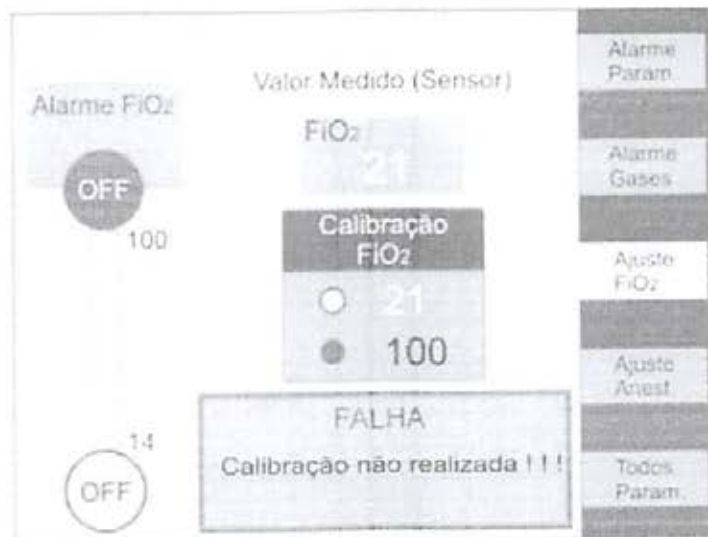 Alarme FiO2
OFF
100
14
OFF
Valor Medido (Sensor)
FiO2
21
Calibração
FiO2
21
100
FALHA
Calibração não realizada ! ! !
Alarme
Param.
Alarme
Gases
Ajuste
FiO2
Ajuste
Anest.
Todos
Param.